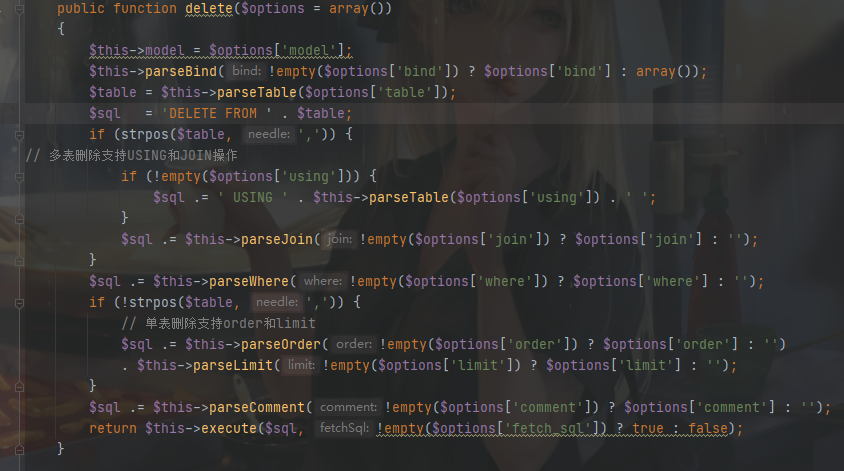 public function delete($options = array())
{
$this->model = $options['model'];
$this->parseBind( bind: !empty($options['bind']) ? $options['bind'] : array());
$table = $this->parseTable($options['table']);
$sql   = 'DELETE FROM ' . $table;
if (strpos($table, needle: ',')) {
// 多表删除支持USING和JOIN操作
if (!empty($options['using'])) {
$sql .= ' USING ' . $this->parseTable($options['using']) . ' ';
}
$sql .= $this->parseJoin( join: !empty($options['join']) ? $options['join'] : '');
}
$sql .= $this->parseWhere( where: !empty($options['where']) ? $options['where'] : '');
if (!strpos($table, needle: ',')) {
// 单表删除支持order和limit
$sql .= $this->parseOrder( order: !empty($options['order']) ? $options['order'] : '')
. $this->parseLimit( limit: !empty($options['limit']) ? $options['limit'] : '');
}
$sql .= $this->parseComment( comment: !empty($options['comment']) ? $options['comment'] : '');
return $this->execute($sql, fetchSql: !empty($options['fetch_sql']) ? true : false);
}